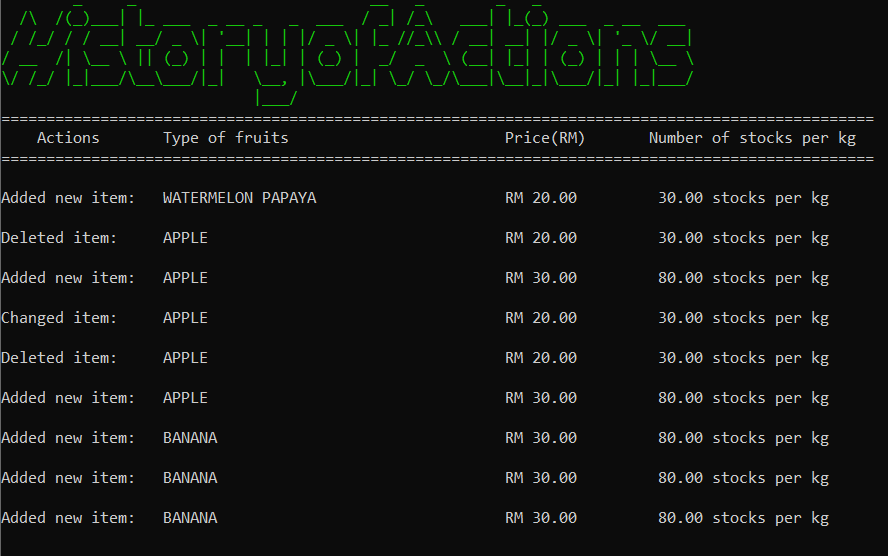 History of Actions
=================================================================================================
Actions Type of fruits Price(RM) Number of stocks per kg
=================================================================================================
Added new item: WATERMELON PAPAYA RM 20.00 30.00 stocks per kg
Deleted item: APPLE RM 20.00 30.00 stocks per kg
Added new item: APPLE RM 30.00 80.00 stocks per kg
Changed item: APPLE RM 20.00 30.00 stocks per kg
Deleted item: APPLE RM 20.00 30.00 stocks per kg
Added new item: APPLE RM 30.00 80.00 stocks per kg
Added new item: BANANA RM 30.00 80.00 stocks per kg
Added new item: BANANA RM 30.00 80.00 stocks per kg
Added new item: BANANA RM 30.00 80.00 stocks per kg